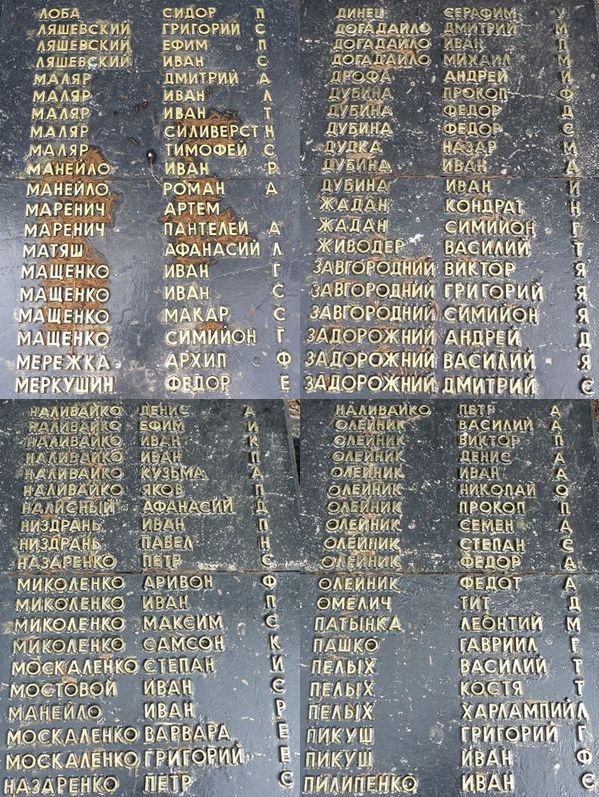 ЛОБА СИДОР П
ЛЯШЕВСКИЙ ГРИГОРИЙ С
ЛЯШЕВСКИЙ ЕФИМ П
ЛЯШЕВСКИЙ ИВАН С
МАЛЯР ДМИТРИЙ А
МАЛЯР ИВАН Л
МАЛЯР ИВАН Т
МАЛЯР СИЛИВЕРСТ Н
МАЛЯР ТИМОФЕЙ С
МАНЕЙЛО ИВАН Р
МАНЕЙЛО РОМАН А
МАРЕНИЧ АРТЕМ
МАРЕНИЧ ПАНТЕЛЕЙ А
МАТЯШ АФАНАСИЙ Л
МАЩЕНКО ИВАН Г
МАЩЕНКО ИВАН С
МАЩЕНКО МАКАР С
МАЩЕНКО СИМИЙОН Г
МЕРЕЖКА АРХИП Ф
МЕРКУШИН ФЕДОР Е
ДИНЕЦ СЕРАФИМ У
ДОГАДАЙЛО ДМИТРИЙ М
ДОГАДАЙЛО ИВАН П
ДОГАДАЙЛО МИХАИЛ М
ДРОФА АНДРЕЙ И
ДУБИНА ПРОКОП Ф
ДУБИНА ФЕДОР Д
ДУБИНА ФЕДОР С
ДУДКА НАЗАР М
ДУБИНА ИВАН А
ДУБИНА ИВАН И
ЖАДАН КОНДРАТ Н
ЖАДАН СИМИЙОН Г
ЖИВОДЕР ВАСИЛИЙ Т
ЗАВГОРОДНИЙ ВИКТОР Я
ЗАВГОРОДНИЙ ГРИГОРИЙ Я
ЗАВГОРОДНИЙ СИМИЙОН Я
ЗАДОРОЖНИЙ АНДРЕЙ Д
ЗАДОРОЖНИЙ ВАСИЛИЙ Я
ЗАДОРОЖНИЙ ДМИТРИЙ С
НАЛИВАЙКО ДЕНИС А
НАЛИВАЙКО ЕФИМ И
НАЛИВАЙКО ИВАН К
НАЛИВАЙКО ИВАН П
НАЛИВАЙКО КУЗЬМА А
НАЛИВАЙКО ЯКОВ П
НАЛИСНЫЙ АФАНАСИЙ Д
НИЗДРАНЬ ИВАН П
НИЗДРАНЬ ПАВЕЛ Н
НАЗАРЕНКО ПЕТР С
МИКОЛЕНКО АРИВОН Ф
МИКОЛЕНКО ИВАН П
МИКОЛЕНКО МАКСИМ С
МИКОЛЕНКО САМСОН К
МОСКАЛЕНКО СТЕПАН И
МОСТОВОЙ ИВАН С
МАНЕЙЛО ИВАН Р
МОСКАЛЕНКО ВАРВАРА Е
МОСКАЛЕНКО ГРИГОРИЙ Е
НАЗАРЕНКО ПЕТР С
НАЛИВАЙКО ПЕТР А
ОЛЕЙНИК ВАСИЛИЙ А
ОЛЕЙНИК ВИКТОР П
ОЛЕЙНИК ДЕНИС А
ОЛЕЙНИК ИВАН А
ОЛЕЙНИК НИКОЛАЙ О
ОЛЕЙНИК ПРОКОП П
ОЛЕЙНИК СЕМЕН А
ОЛЕЙНИК СТЕПАН С
ОЛЕЙНИК ФЕДОР А
ОЛЕЙНИК ФЕДОТ А
ОМЕЛИЧ ТИТ Д
ПАТЫНКА ЛЕОНТИЙ М
ПАШКО ГАВРИИЛ Г
ПЕЛЫХ ВАСИЛИЙ Т
ПЕЛЫХ КОСТЯ Т
ПЕЛЫХ ХАРЛАМПИЙ Л
ПИКУШ ГРИГОРИЙ Г
ПИКУШ ИВАН Ф
ПИЛИПЕНКО ИВАН С